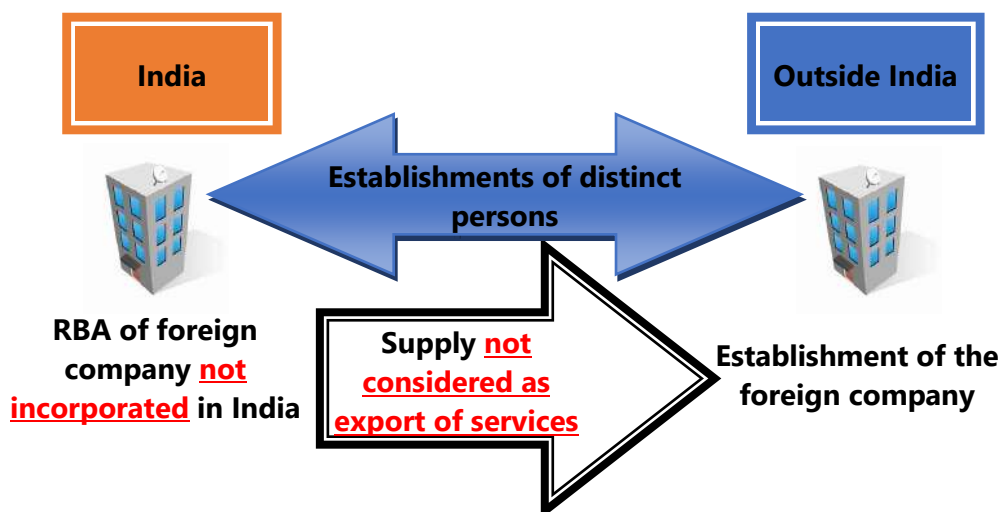 India
Outside India
Establishments of distinct
persons
RBA of foreign
company not
incorporated in India
Supply not
considered as
export of services
Establishment of the
foreign company